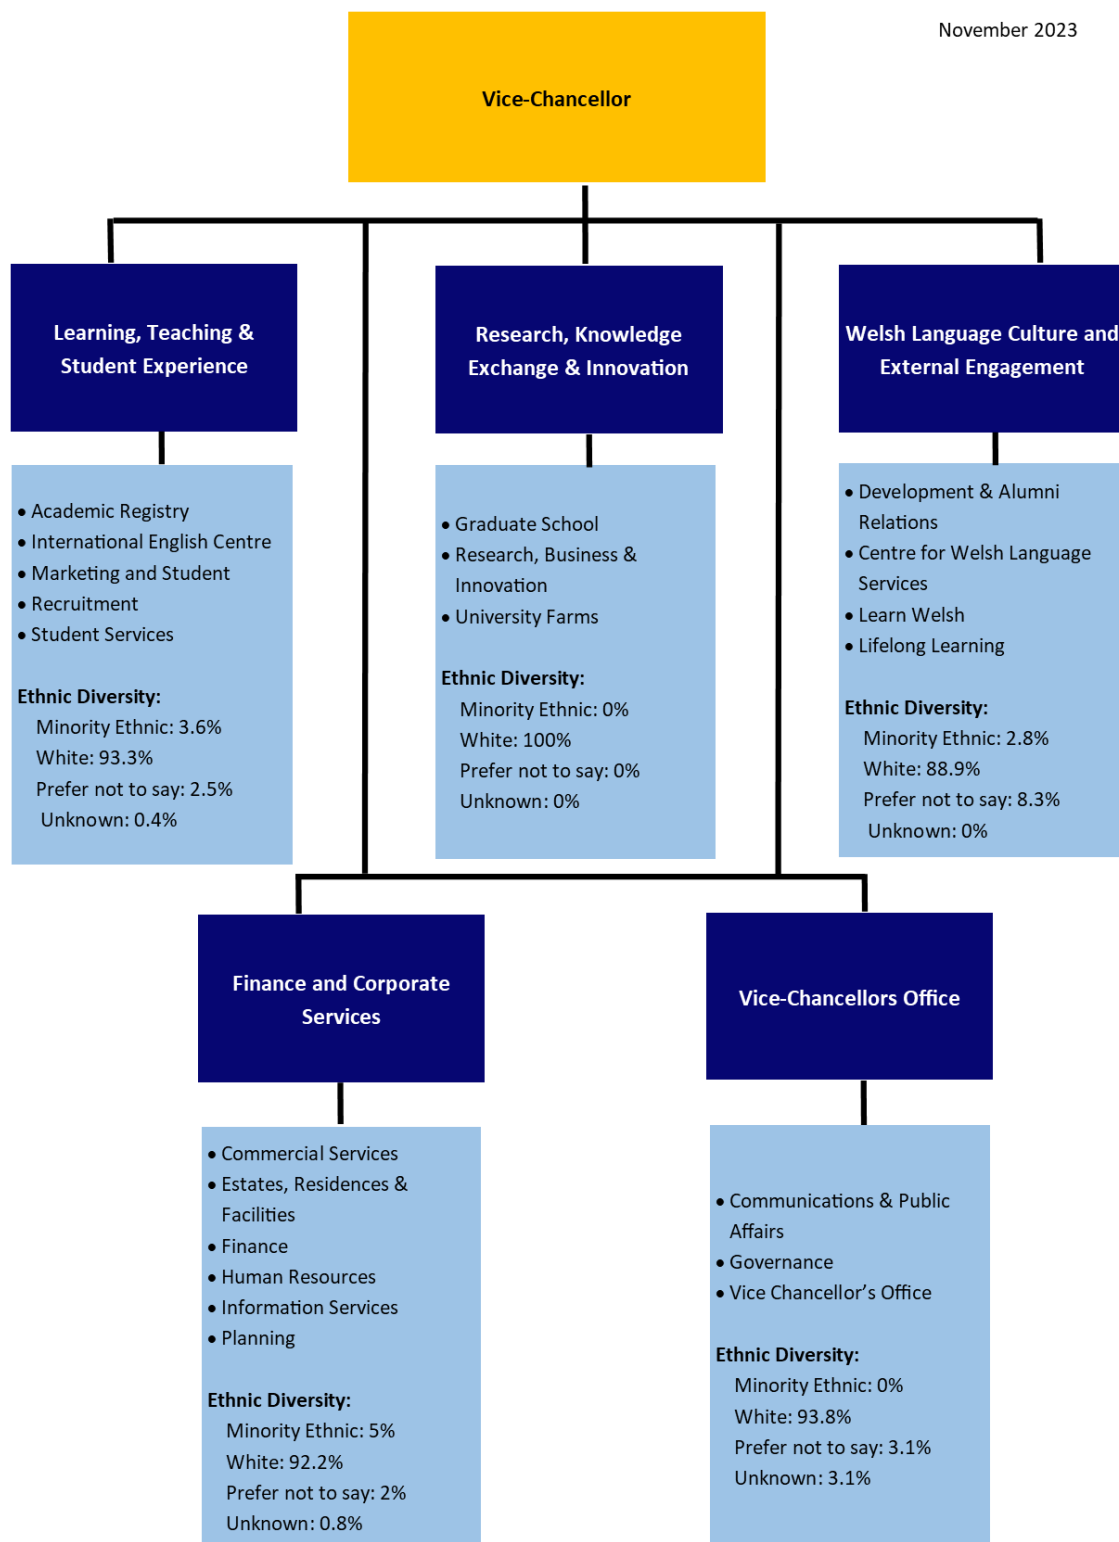 November 2023
Vice-Chancellor
Learning, Teaching &
Student Experience
Research, Knowledge
Exchange & Innovation
Welsh Language Culture and
External Engagement
• Academic Registry
• International English Centre
• Marketing and Student
• Recruitment
• Student Services
Ethnic Diversity:
Minority Ethnic: 3.6%
White: 93.3%
Prefer not to say: 2.5%
Unknown: 0.4%
• Graduate School
• Research, Business &
Innovation
• University Farms
Ethnic Diversity:
Minority Ethnic: 0%
White: 100%
Prefer not to say: 0%
Unknown: 0%
• Development & Alumni
Relations
• Centre for Welsh Language
Services
• Learn Welsh
• Lifelong Learning
Ethnic Diversity:
Minority Ethnic: 2.8%
White: 88.9%
Prefer not to say: 8.3%
Unknown: 0%
Finance and Corporate
Services
Vice-Chancellors Office
• Commercial Services
• Estates, Residences &
Facilities
• Finance
• Human Resources
• Information Services
• Planning
Ethnic Diversity:
Minority Ethnic: 5%
White: 92.2%
Prefer not to say: 2%
Unknown: 0.8%
• Communications & Public
Affairs
• Governance
• Vice Chancellor’s Office
Ethnic Diversity:
Minority Ethnic: 0%
White: 93.8%
Prefer not to say: 3.1%
Unknown: 3.1%